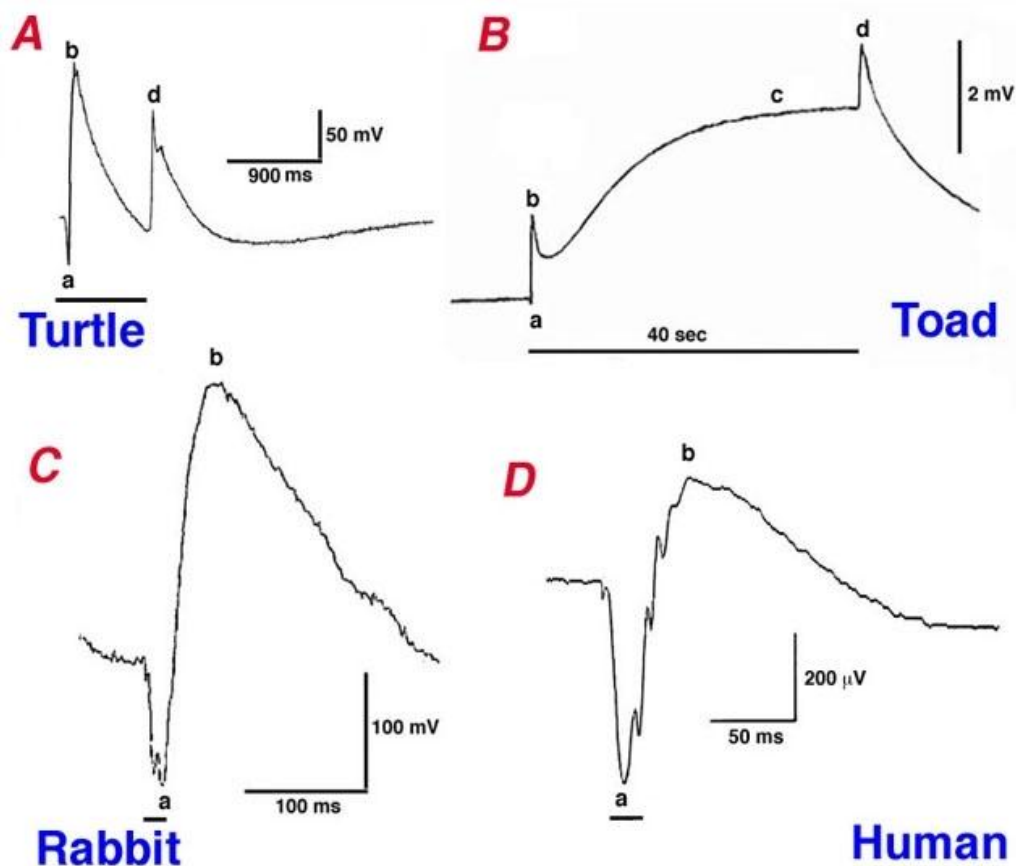 A
b
d
50 mV
900 ms
a
Turtle
B
d
c
2 mV
b
a
40 sec
Toad
C
b
100 mV
100 ms
a
Rabbit
D
b
200 μV
50 ms
a
Human